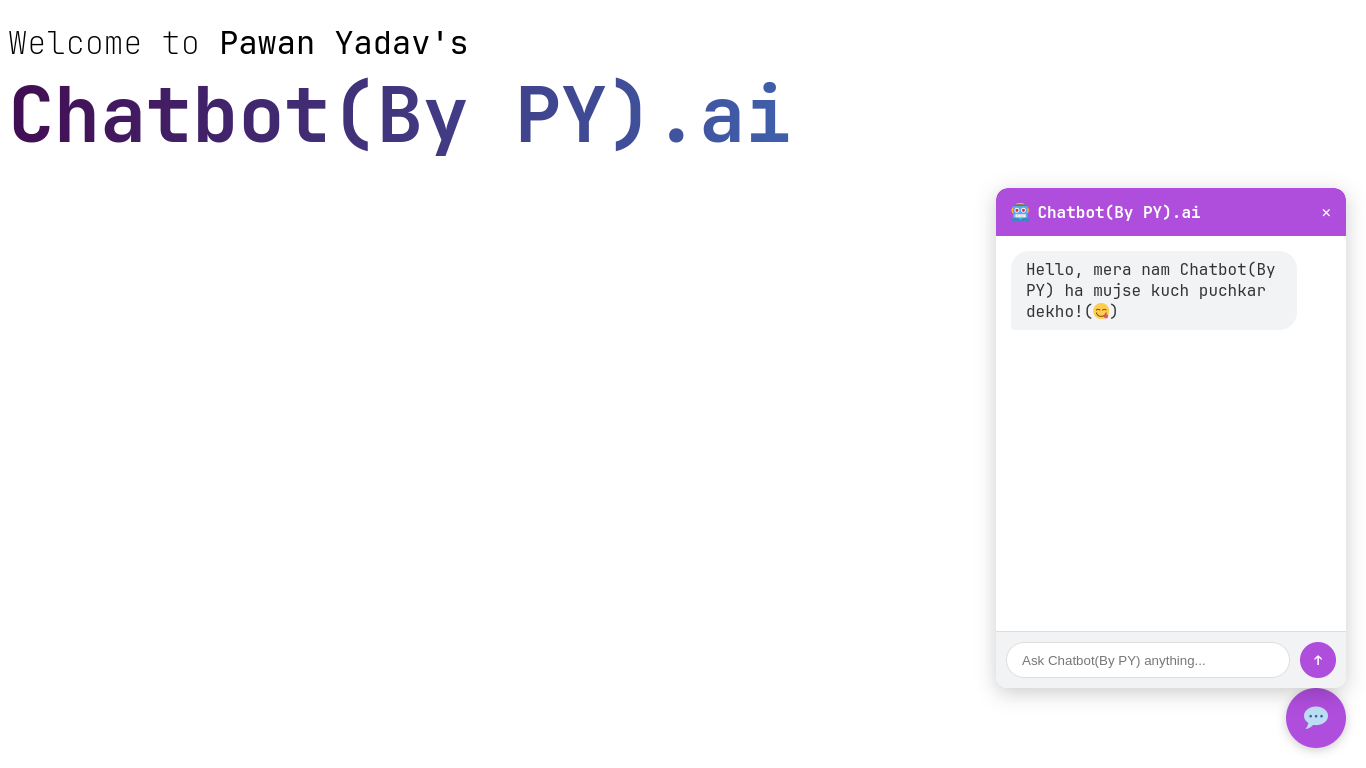 Welcome to Pawan Yadav's
Chatbot(By PY).ai
🤖 Chatbot(By PY).ai ×
Hello, mera nam Chatbot(By
PY) ha mujse kuch puchkar
dekho!(😋)
Ask Chatbot(By PY) anything...